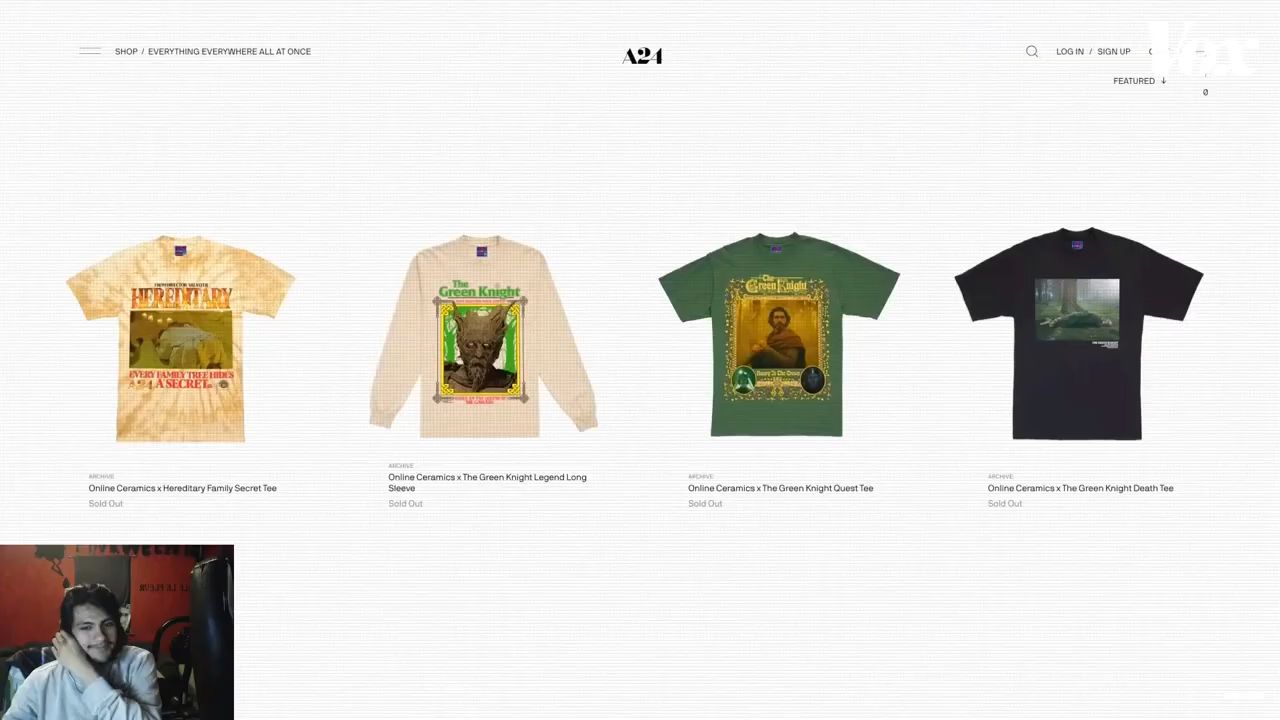 SHOP / EVERYTHING EVERYWHERE ALL AT ONCE
A24
LOG IN / SIGN UP
Vox
FEATURED ↓
0
HEREDITARY
EVERY FAMILY TREE HIDES
A SECRET.
The
Green Knight
The
Green Knight
ARCHIVE
Online Ceramics x Hereditary Family Secret Tee
Sold Out
ARCHIVE
Online Ceramics x The Green Knight Legend Long
Sleeve
Sold Out
ARCHIVE
Online Ceramics x The Green Knight Quest Tee
Sold Out
ARCHIVE
Online Ceramics x The Green Knight Death Tee
Sold Out